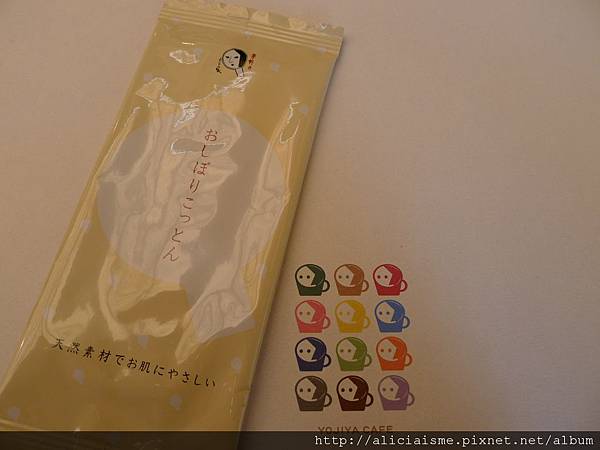 おしぼりこっとん
天然素材でお肌にやさしい
YOJIYA CAFE
http://aliciaisme.pixnet.net/album